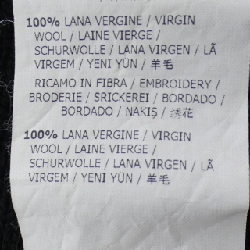 100% LANA VERGINE / VIRGIN
WOOL / LAINE VIERGE /
SCHURWOLLE / LANA VIRGEN / LÃ
VIRGEM / YENI YÜN / 羊毛
RICAMO IN FIBRA / EMBROIDERY /
BRODERIE / SRICKEREI / BORDADO /
BORDADO / NAKIŞ / 绣花
100% LANA VERGINE / VIRGIN
WOOL / LAINE VIERGE /
SCHURWOLLE / LANA VIRGEN / LÃ
VIRGEM / YENI YÜN / 羊毛